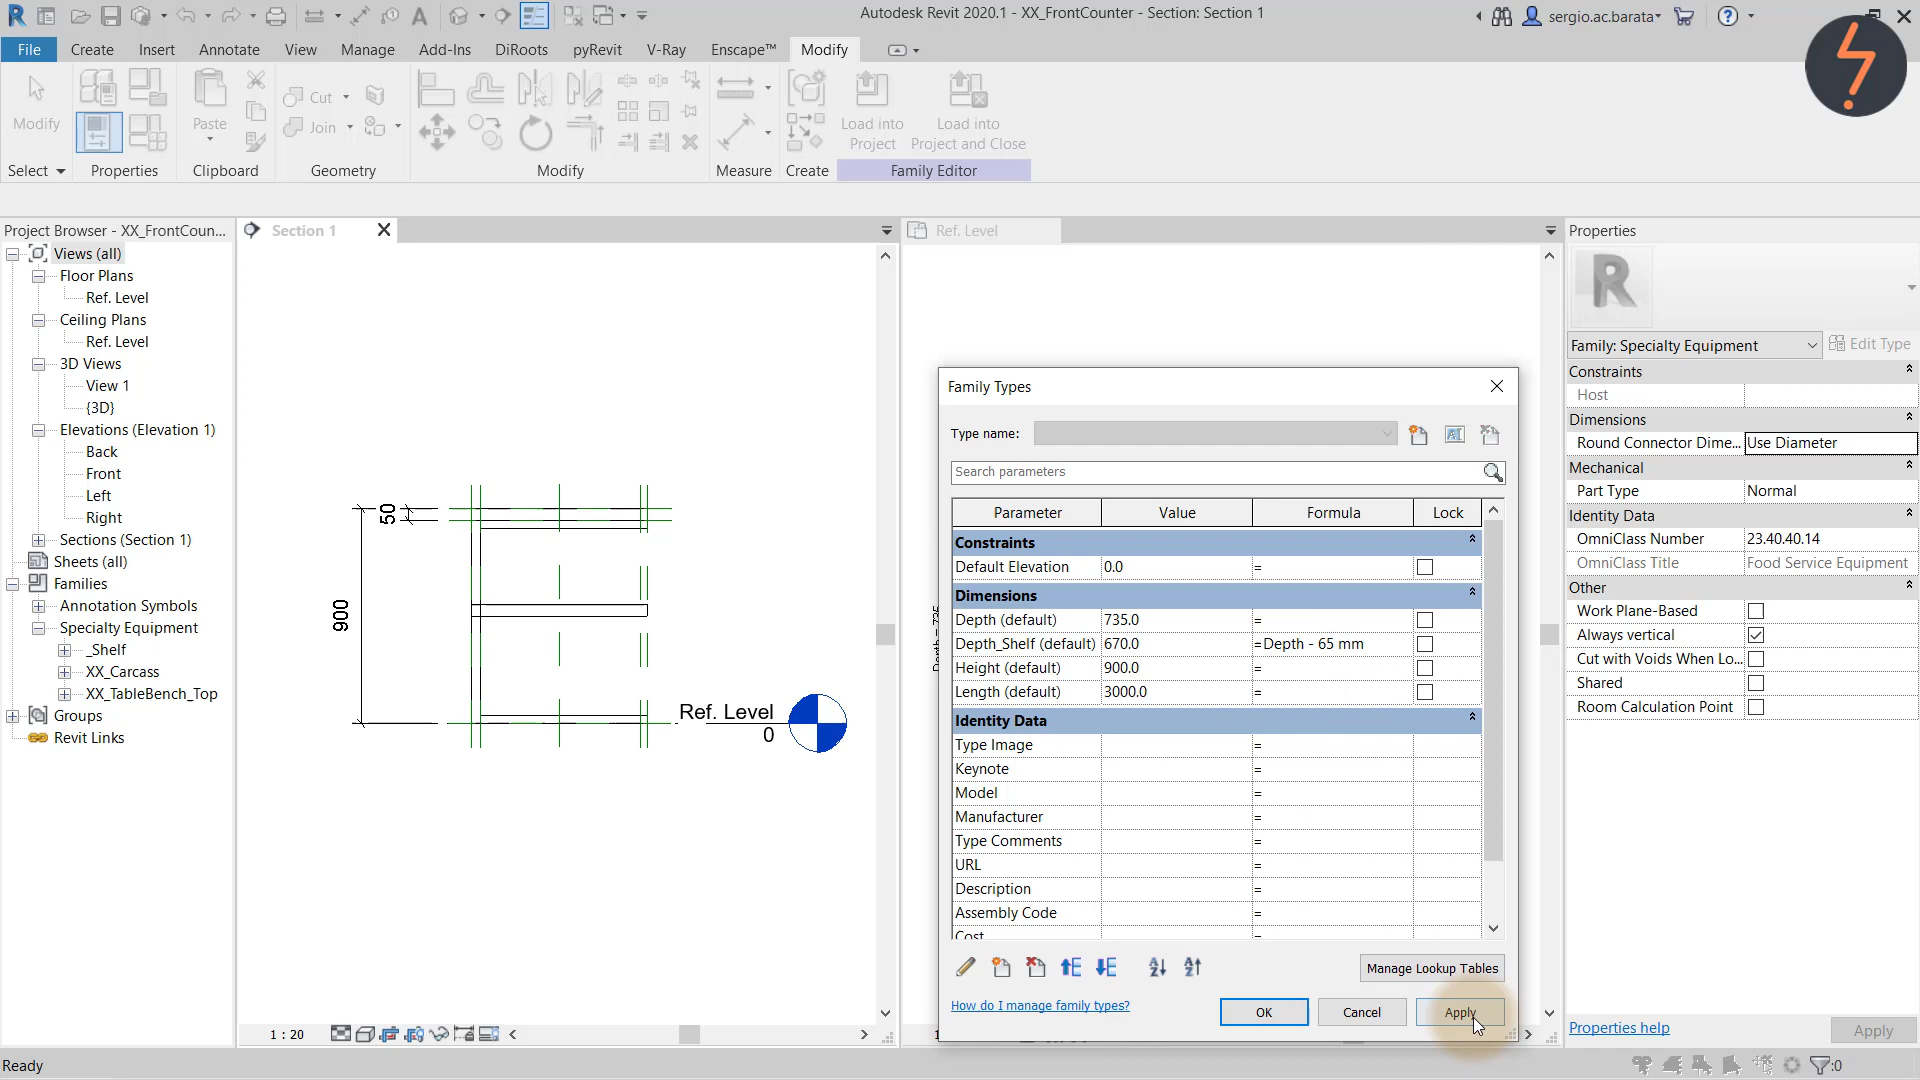 Autodesk Revit 2020.1 - XX_FrontCounter - Section: Section 1
sergio.ac.barata
File
Create
Insert
Annotate
View
Manage
Add-Ins
DiRoots
pyRevit
V-Ray
Enscape™
Modify
Modify
Paste
Cut
Join
Load into
Project
Load into
Project and Close
Select
Properties
Clipboard
Geometry
Modify
Measure
Create
Family Editor
Project Browser - XX_FrontCoun...
Views (all)
Floor Plans
Ref. Level
Ceiling Plans
Ref. Level
3D Views
View 1
{3D}
Elevations (Elevation 1)
Back
Front
Left
Right
Sections (Section 1)
Sheets (all)
Families
Annotation Symbols
Specialty Equipment
_Shelf
XX_Carcass
XX_TableBench_Top
Groups
Revit Links
Section 1
50
900
Ref. Level
0
1 : 20
Ref. Level
Family Types
Type name:
Search parameters
Parameter Value Formula Lock
Constraints
Default Elevation 0.0 =
Dimensions
Depth (default) 735.0 =
Depth_Shelf (default) 670.0 =Depth - 65 mm
Height (default) 900.0 =
Length (default) 3000.0 =
Identity Data
Type Image =
Keynote =
Model =
Manufacturer =
Type Comments =
URL =
Description =
Assembly Code =
Cost =
Manage Lookup Tables
How do I manage family types?
OK
Cancel
Apply
Properties
Family: Specialty Equipment
Edit Type
Constraints
Host
Dimensions
Round Connector Dime... Use Diameter
Mechanical
Part Type Normal
Identity Data
OmniClass Number 23.40.40.14
OmniClass Title Food Service Equipment
Other
Work Plane-Based
Always vertical
Cut with Voids When Lo...
Shared
Room Calculation Point
Properties help
Apply
Ready
:0